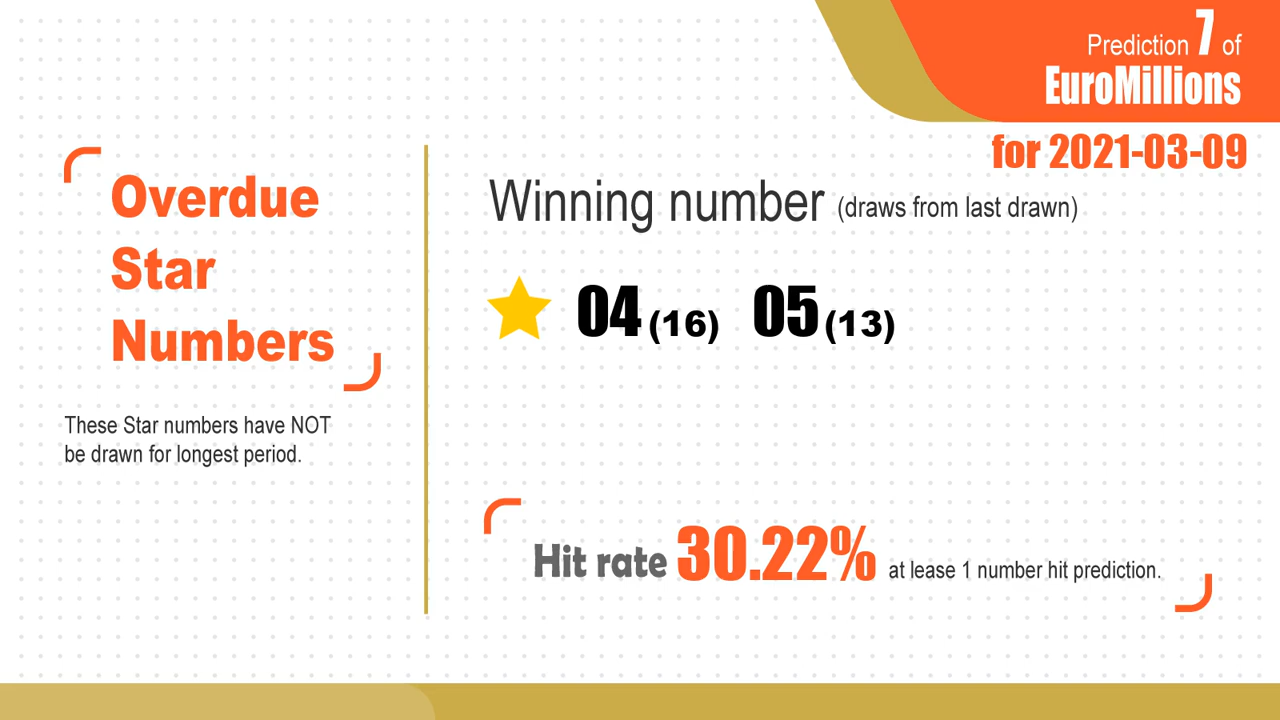 Prediction 7 of
EuroMillions
for 2021-03-09
Overdue
Star
Numbers
These Star numbers have NOT
be drawn for longest period.
Winning number (draws from last drawn)
04 (16) 05 (13)
Hit rate 30.22% at lease 1 number hit prediction.